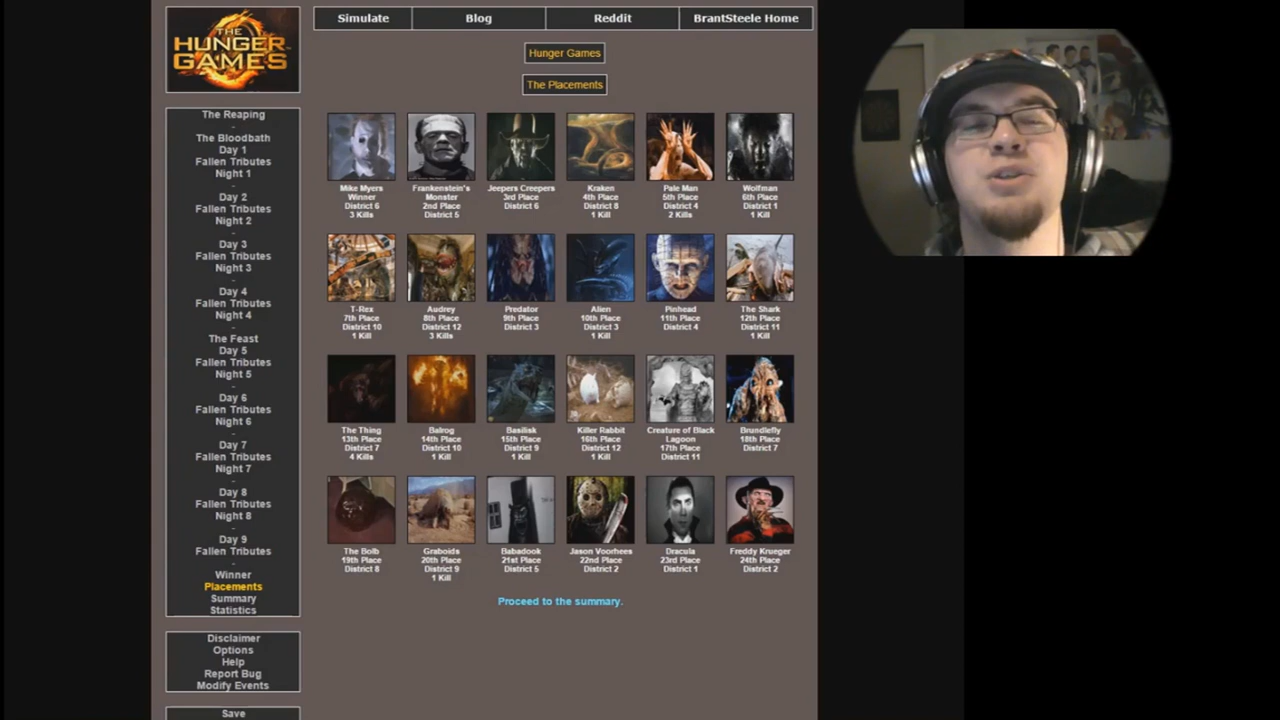 THE
HUNGER
GAMES
Simulate
Blog
Reddit
BrantSteele Home
Hunger Games
The Placements
The Reaping
-
The Bloodbath
Day 1
Fallen Tributes
Night 1
-
Day 2
Fallen Tributes
Night 2
-
Day 3
Fallen Tributes
Night 3
-
Day 4
Fallen Tributes
Night 4
-
The Feast
Day 5
Fallen Tributes
Night 5
-
Day 6
Fallen Tributes
Night 6
-
Day 7
Fallen Tributes
Night 7
-
Day 8
Fallen Tributes
Night 8
-
Day 9
Fallen Tributes
-
Winner
Placements
Summary
Statistics
Disclaimer
Options
Help
Report Bug
Modify Events
Save
Mike Myers
Winner
District 6
3 Kills
Frankenstein's
Monster
2nd Place
District 5
Jeepers Creepers
3rd Place
District 6
Kraken
4th Place
District 8
1 Kill
Pale Man
5th Place
District 4
2 Kills
Wolfman
6th Place
District 1
1 Kill
T-Rex
7th Place
District 10
1 Kill
Audrey
8th Place
District 12
3 Kills
Predator
9th Place
District 3
Alien
10th Place
District 3
1 Kill
Pinhead
11th Place
District 4
The Shark
12th Place
District 11
1 Kill
The Thing
13th Place
District 7
4 Kills
Balrog
14th Place
District 10
1 Kill
Basilisk
15th Place
District 9
1 Kill
Killer Rabbit
16th Place
District 12
1 Kill
Creature of Black
Lagoon
17th Place
District 11
Brundlefly
18th Place
District 7
The Bolb
19th Place
District 8
Graboids
20th Place
District 9
1 Kill
Babadook
21st Place
District 5
Jason Voorhees
22nd Place
District 2
Dracula
23rd Place
District 1
Freddy Krueger
24th Place
District 2
Proceed to the summary.